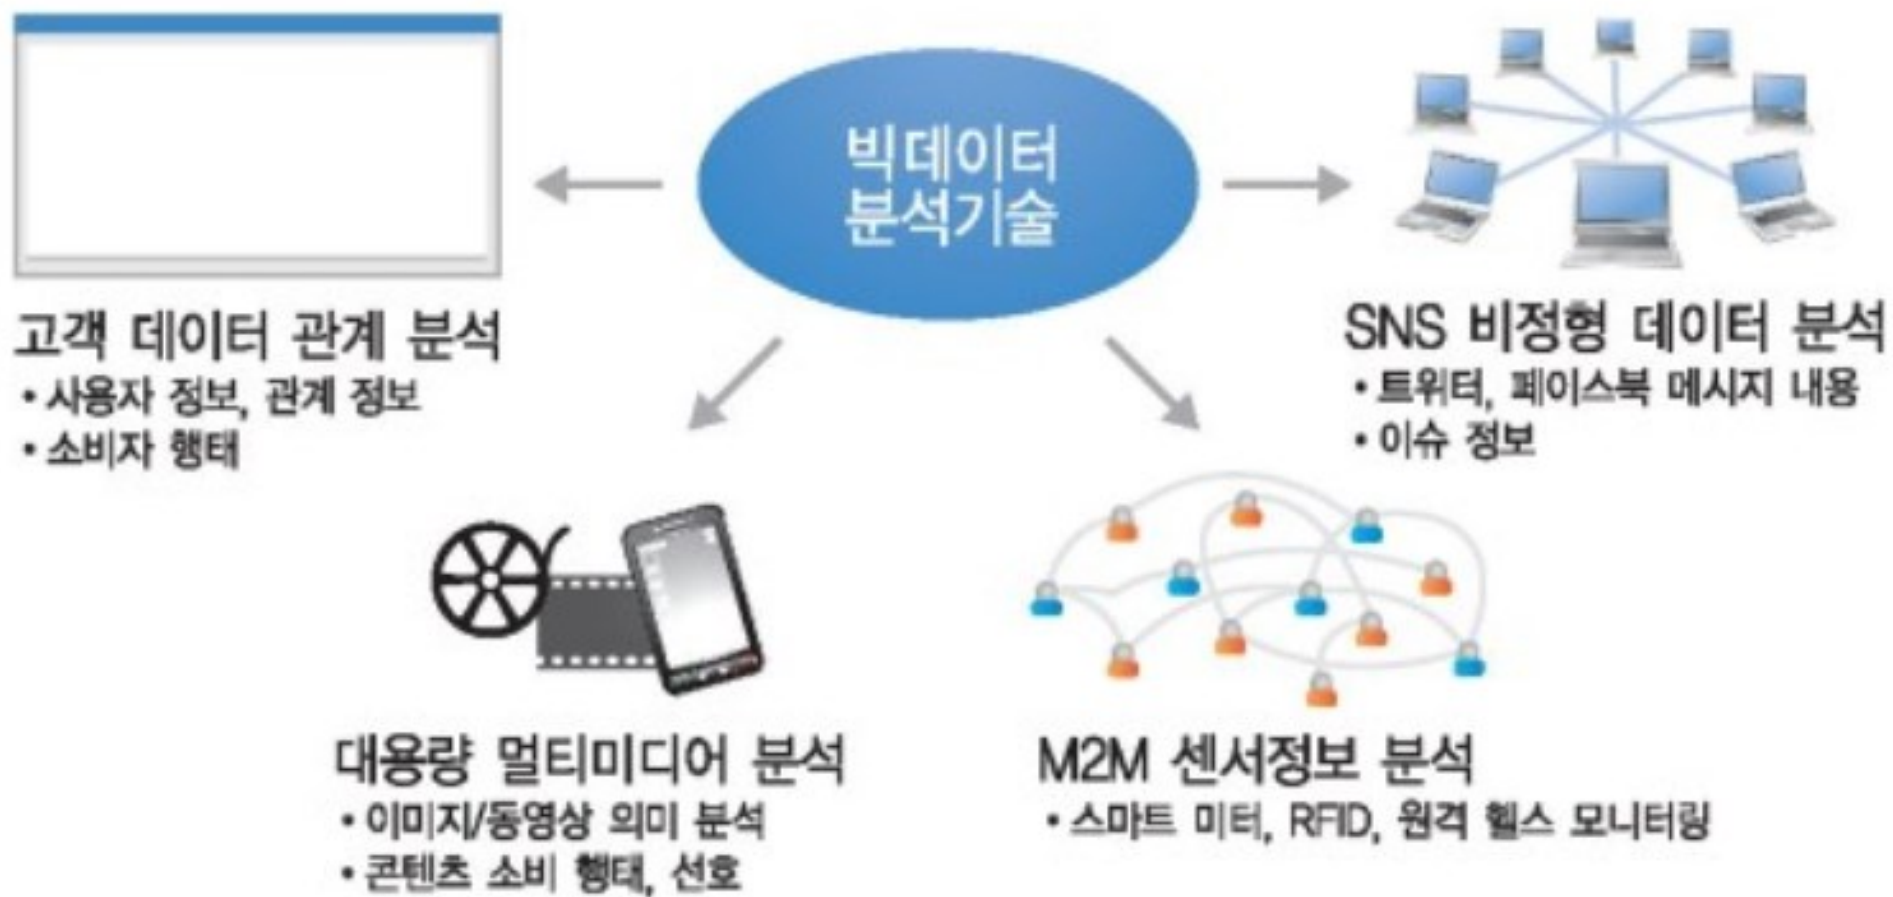 빅데이터
분석기술
고객 데이터 관계 분석
• 사용자 정보, 관계 정보
• 소비자 행태
SNS 비정형 데이터 분석
• 트위터, 페이스북 메시지 내용
• 이슈 정보
대용량 멀티미디어 분석
• 이미지/동영상 의미 분석
• 콘텐츠 소비 행태, 선호
M2M 센서정보 분석
• 스마트 미터, RFID, 원격 헬스 모니터링